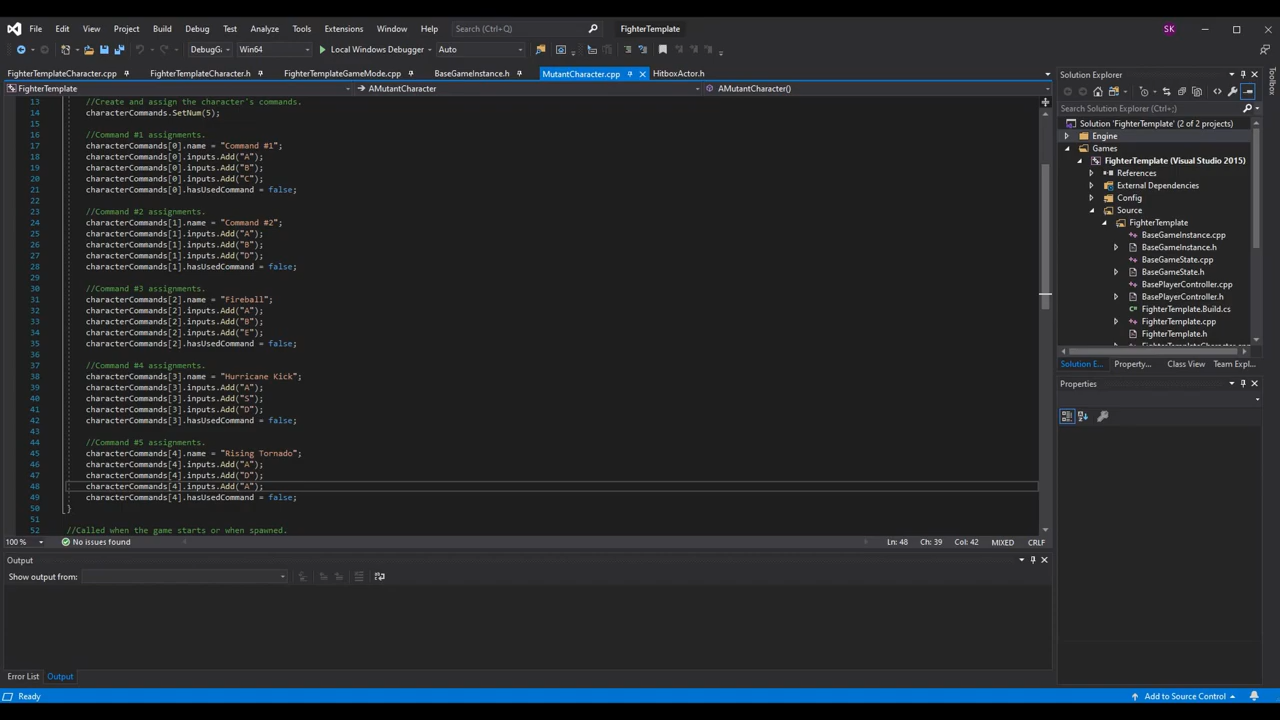 File Edit View Project Build Debug Test Analyze Tools Extensions Window Help Search (Ctrl+Q) FighterTemplate SK
DebugG Win64 Local Windows Debugger Auto
FighterTemplateCharacter.cpp FighterTemplateCharacter.h FighterTemplateGameMode.cpp BaseGameInstance.h MutantCharacter.cpp HitboxActor.h
FighterTemplate AMutantCharacter AMutantCharacter()
13 //Create and assign the character's commands.
14 characterCommands.SetNum(5);
15
16 //Command #1 assignments.
17 characterCommands[0].name = "Command #1";
18 characterCommands[0].inputs.Add("A");
19 characterCommands[0].inputs.Add("B");
20 characterCommands[0].inputs.Add("C");
21 characterCommands[0].hasUsedCommand = false;
22
23 //Command #2 assignments.
24 characterCommands[1].name = "Command #2";
25 characterCommands[1].inputs.Add("A");
26 characterCommands[1].inputs.Add("B");
27 characterCommands[1].inputs.Add("D");
28 characterCommands[1].hasUsedCommand = false;
29
30 //Command #3 assignments.
31 characterCommands[2].name = "Fireball";
32 characterCommands[2].inputs.Add("A");
33 characterCommands[2].inputs.Add("B");
34 characterCommands[2].inputs.Add("E");
35 characterCommands[2].hasUsedCommand = false;
36
37 //Command #4 assignments.
38 characterCommands[3].name = "Hurricane Kick";
39 characterCommands[3].inputs.Add("A");
40 characterCommands[3].inputs.Add("S");
41 characterCommands[3].inputs.Add("D");
42 characterCommands[3].hasUsedCommand = false;
43
44 //Command #5 assignments.
45 characterCommands[4].name = "Rising Tornado";
46 characterCommands[4].inputs.Add("A");
47 characterCommands[4].inputs.Add("D");
48 characterCommands[4].inputs.Add("A");
49 characterCommands[4].hasUsedCommand = false;
50 }
51
52 //Called when the game starts or when spawned.
100 % No issues found Ln: 48 Ch: 39 Col: 42 MIXED CRLF
Output
Show output from:
Error List Output
Ready Add to Source Control
Solution Explorer
Search Solution Explorer (Ctrl+;)
Solution 'FighterTemplate' (2 of 2 projects)
Engine
Games
FighterTemplate (Visual Studio 2015)
References
External Dependencies
Config
Source
FighterTemplate
BaseGameInstance.cpp
BaseGameInstance.h
BaseGameState.cpp
BaseGameState.h
BasePlayerController.cpp
BasePlayerController.h
FighterTemplate.Build.cs
FighterTemplate.cpp
FighterTemplate.h
Solution E... Property... Class View Team Expl...
Properties
Toolbox